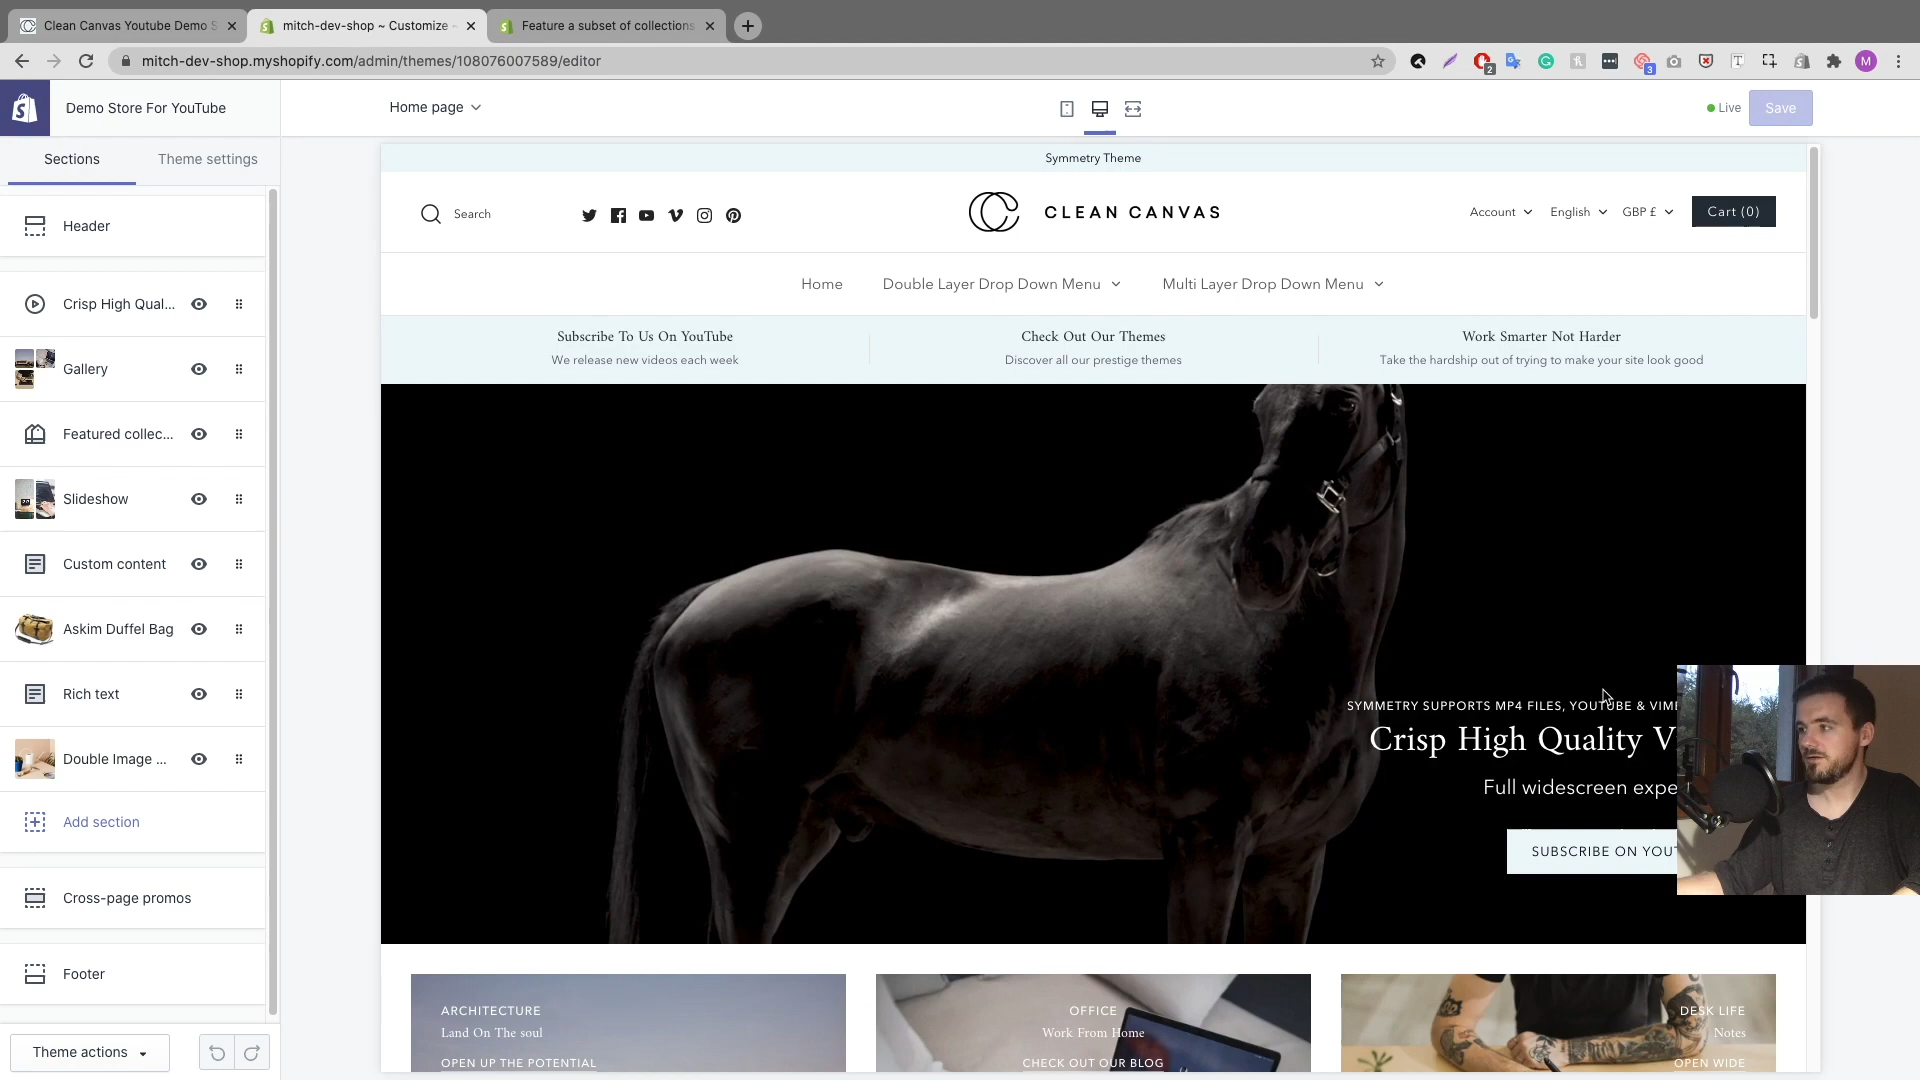 Clean Canvas Youtube Demo S
mitch-dev-shop ~ Customize ~
Feature a subset of collections
mitch-dev-shop.myshopify.com/admin/themes/108076007589/editor
2
3
M
Demo Store For YouTube
Home page
Live
Save
Sections
Theme settings
Header
Crisp High Qual...
Gallery
Featured collec...
Slideshow
Custom content
Askim Duffel Bag
Rich text
Double Image ...
Add section
Cross-page promos
Footer
Theme actions
Symmetry Theme
Search
CLEAN CANVAS
Account
English
GBP £
Cart (0)
Home
Double Layer Drop Down Menu
Multi Layer Drop Down Menu
Subscribe To Us On YouTube
We release new videos each week
Check Out Our Themes
Discover all our prestige themes
Work Smarter Not Harder
Take the hardship out of trying to make your site look good
SYMMETRY SUPPORTS MP4 FILES, YOUTUBE & VIME
Crisp High Quality V
Full widescreen expe
SUBSCRIBE ON YOUT
ARCHITECTURE
Land On The soul
OPEN UP THE POTENTIAL
OFFICE
Work From Home
CHECK OUT OUR BLOG
DESK LIFE
Notes
OPEN WIDE